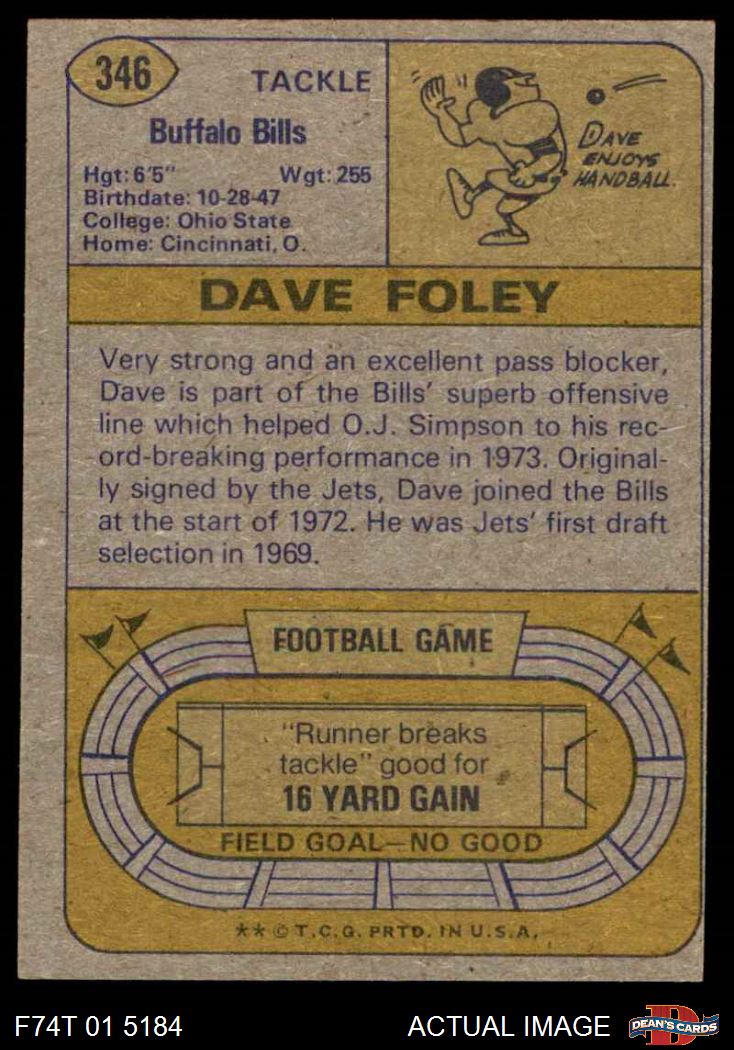 346
TACKLE
Buffalo Bills
Hgt: 6'5" Wgt: 255
Birthdate: 10-28-47
College: Ohio State
Home: Cincinnati, O.
DAVE
ENJOYS
HANDBALL.
DAVE FOLEY
Very strong and an excellent pass blocker,
Dave is part of the Bills' superb offensive
line which helped O.J. Simpson to his rec-
ord-breaking performance in 1973. Original-
ly signed by the Jets, Dave joined the Bills
at the start of 1972. He was Jets' first draft
selection in 1969.
FOOTBALL GAME
"Runner breaks
tackle" good for
16 YARD GAIN
FIELD GOAL—NO GOOD
** © T.C.G. PRTD. IN U.S.A.
F74T 01 5184 ACTUAL IMAGE D DEAN'S CARDS